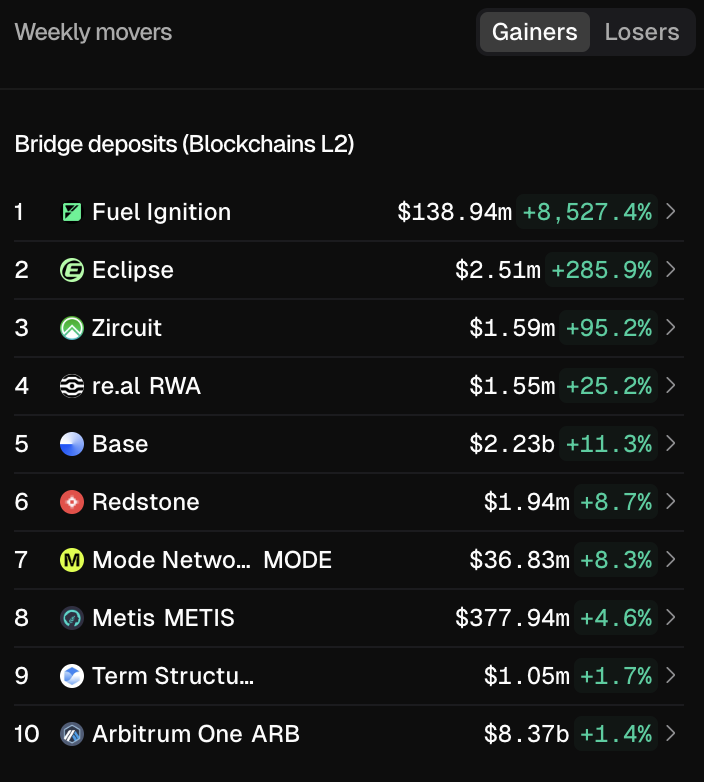 Weekly movers Gainers Losers
Bridge deposits (Blockchains L2)
1 Fuel Ignition $138.94m +8,527.4%
2 Eclipse $2.51m +285.9%
3 Zircuit $1.59m +95.2%
4 re.al RWA $1.55m +25.2%
5 Base $2.23b +11.3%
6 Redstone $1.94m +8.7%
7 Mode Netwo... MODE $36.83m +8.3%
8 Metis METIS $377.94m +4.6%
9 Term Structu... $1.05m +1.7%
10 Arbitrum One ARB $8.37b +1.4%